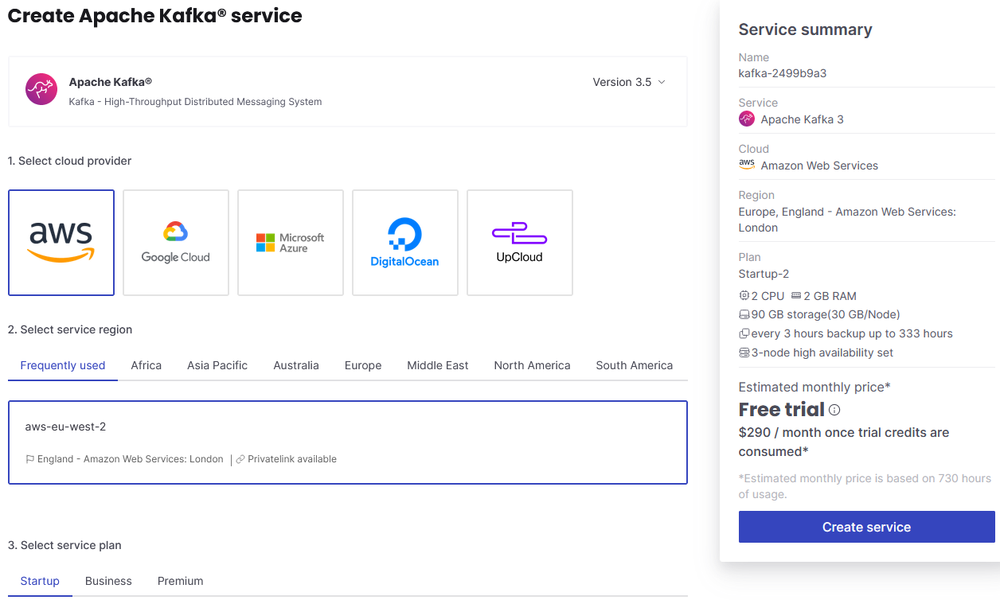 Create Apache Kafka® service
Apache Kafka®
Version 3.5
Kafka - High-Throughput Distributed Messaging System
1. Select cloud provider
aws
Google Cloud
Microsoft
Azure
DigitalOcean
UpCloud
2. Select service region
Frequently used
Africa
Asia Pacific
Australia
Europe
Middle East
North America
South America
aws-eu-west-2
England - Amazon Web Services: London | Privatelink available
3. Select service plan
Startup
Business
Premium
Service summary
Name
kafka-2499b9a3
Service
Apache Kafka 3
Cloud
aws Amazon Web Services
Region
Europe, England - Amazon Web Services:
London
Plan
Startup-2
2 CPU 2 GB RAM
90 GB storage(30 GB/Node)
every 3 hours backup up to 333 hours
3-node high availability set
Estimated monthly price*
Free trial
$290 / month once trial credits are
consumed*
*Estimated monthly price is based on 730 hours
of usage.
Create service